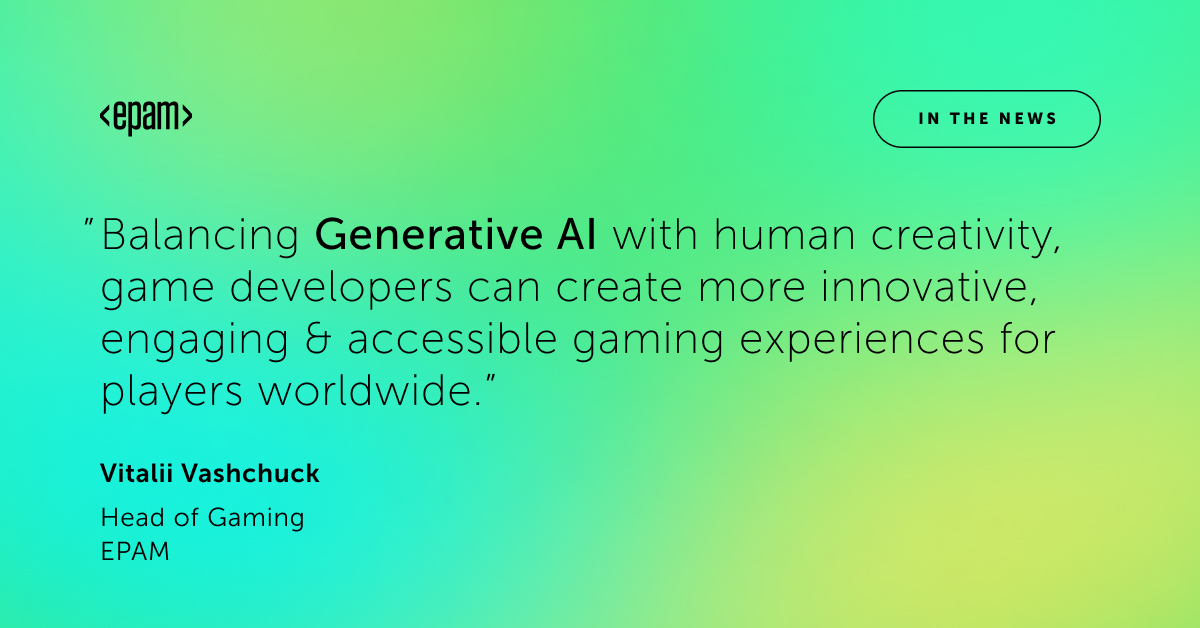 <epam>
IN THE NEWS
"Balancing Generative AI with human creativity,
game developers can create more innovative,
engaging & accessible gaming experiences for
players worldwide."
Vitalii Vashchuck
Head of Gaming
EPAM